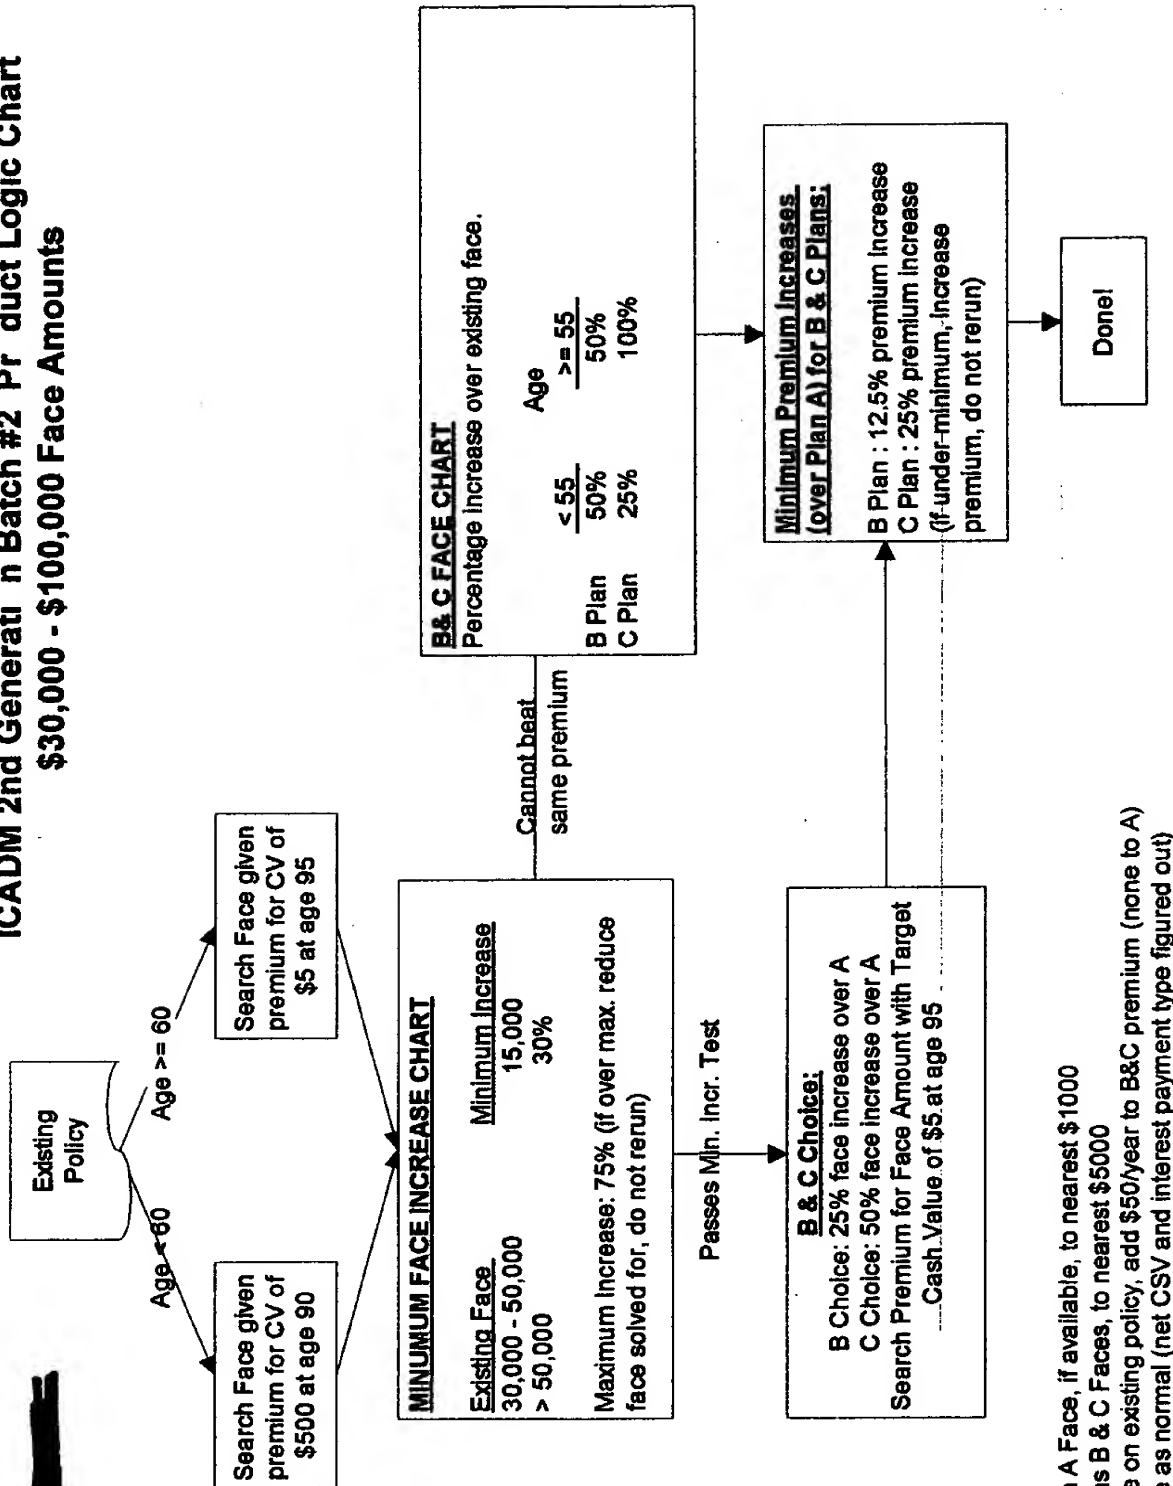 ICADM 2nd Generati n Batch #2 Pr duct Logic Chart
$30,000 - $100,000 Face Amounts
Existing
Policy
Age < 60
Age >= 60
Search Face given
premium for CV of
$500 at age 90
Search Face given
premium for CV of
$5 at age 95
MINUMUM FACE INCREASE CHART
Existing Face Minimum Increase
30,000 - 50,000 15,000
> 50,000 30%
Maximum Increase: 75% (if over max. reduce
face solved for, do not rerun)
Cannot beat
same premium
B& C FACE CHART
Percentage increase over existing face.
Age
< 55 >= 55
B Plan 50% 50%
C Plan 25% 100%
Passes Min. Incr. Test
B & C Choice:
B Choice: 25% face increase over A
C Choice: 50% face increase over A
Search Premium for Face Amount with Target
Cash Value of $5 at age 95
Minimum Premium Increases
(over Plan A) for B & C Plans:
B Plan : 12.5% premium increase
C Plan : 25% premium increase
(if under minimum, increase
premium, do not rerun)
Done!
A Face, if available, to nearest $1000
B & C Faces, to nearest $5000
on existing policy, add $50/year to B&C premium (none to A)
as normal (net CSV and interest payment type figured out)